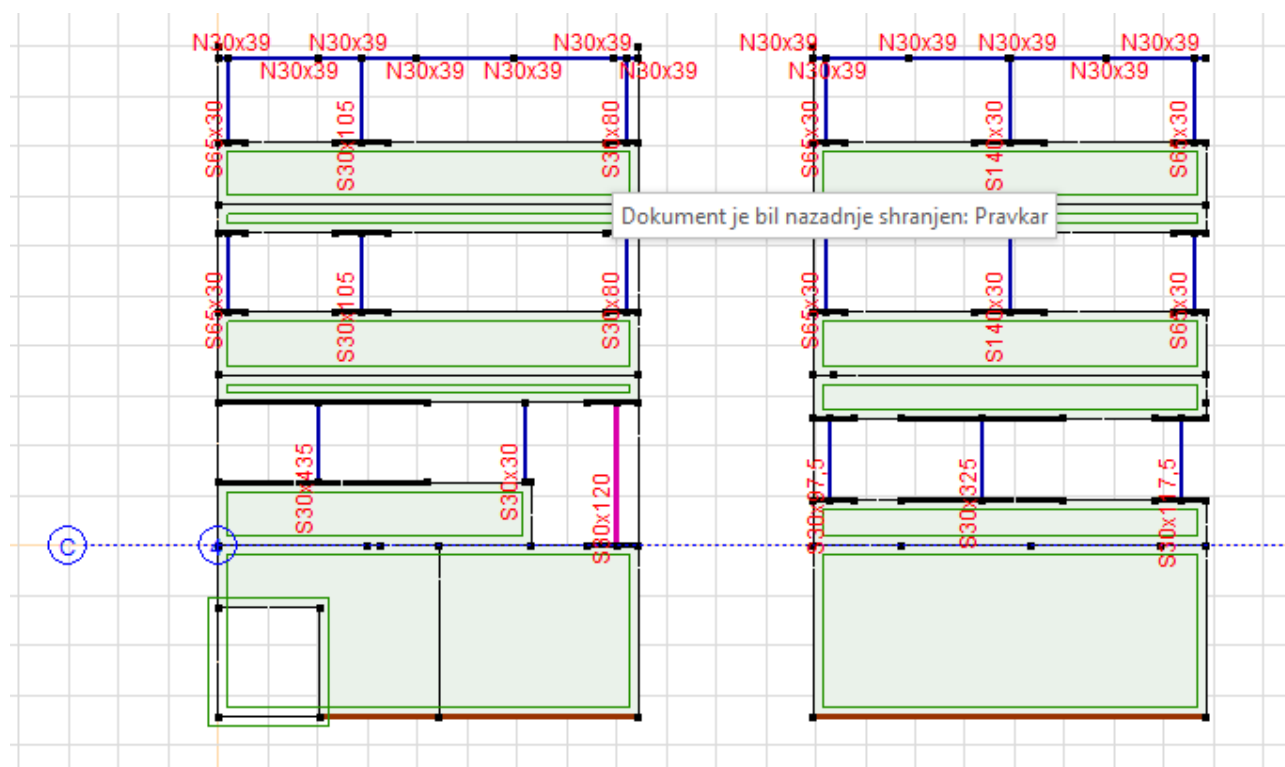 N30x39 N30x39 N30x39 N30x39 N30x39 N30x39 N30x39
N30x39 N30x39 N30x39 N30x39 N30x39 N30x39
S65x30 S30x105 S30x80 S65x30 S140x30 S65x30
Dokument je bil nazadnje shranjen: Pravkar
S65x30 S30x105 S30x80 S65x30 S140x30 S65x30
S30x435 S30x30 S30x120 S30x97,5 S30x325 S30x117,5
C